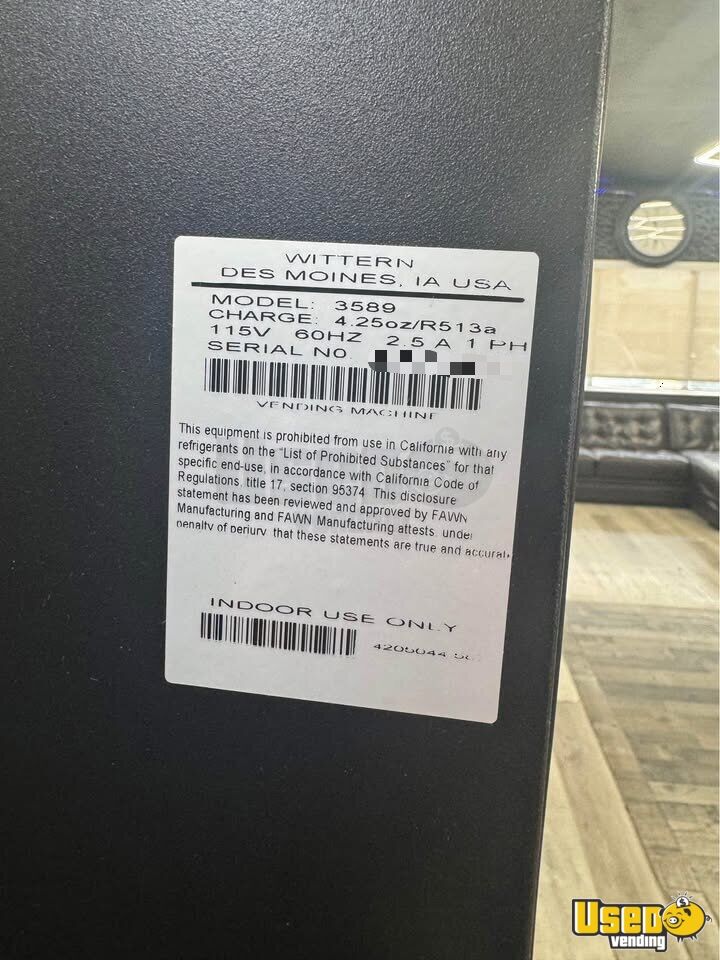 WITTERN
DES MOINES, IA USA
MODEL: 3589
CHARGE: 4.25oz/R513a
115V 60HZ 2.5 A 1 PH
SERIAL NO.
VENDING MACHINE
This equipment is prohibited from use in California with any
refrigerants on the "List of Prohibited Substances" for that
specific end-use, in accordance with California Code of
Regulations, title 17, section 95374. This disclosure
statement has been reviewed and approved by FAWN
Manufacturing and FAWN Manufacturing attests, under
penalty of perjury, that these statements are true and accurate
INDOOR USE ONLY
4205044
USED
vending